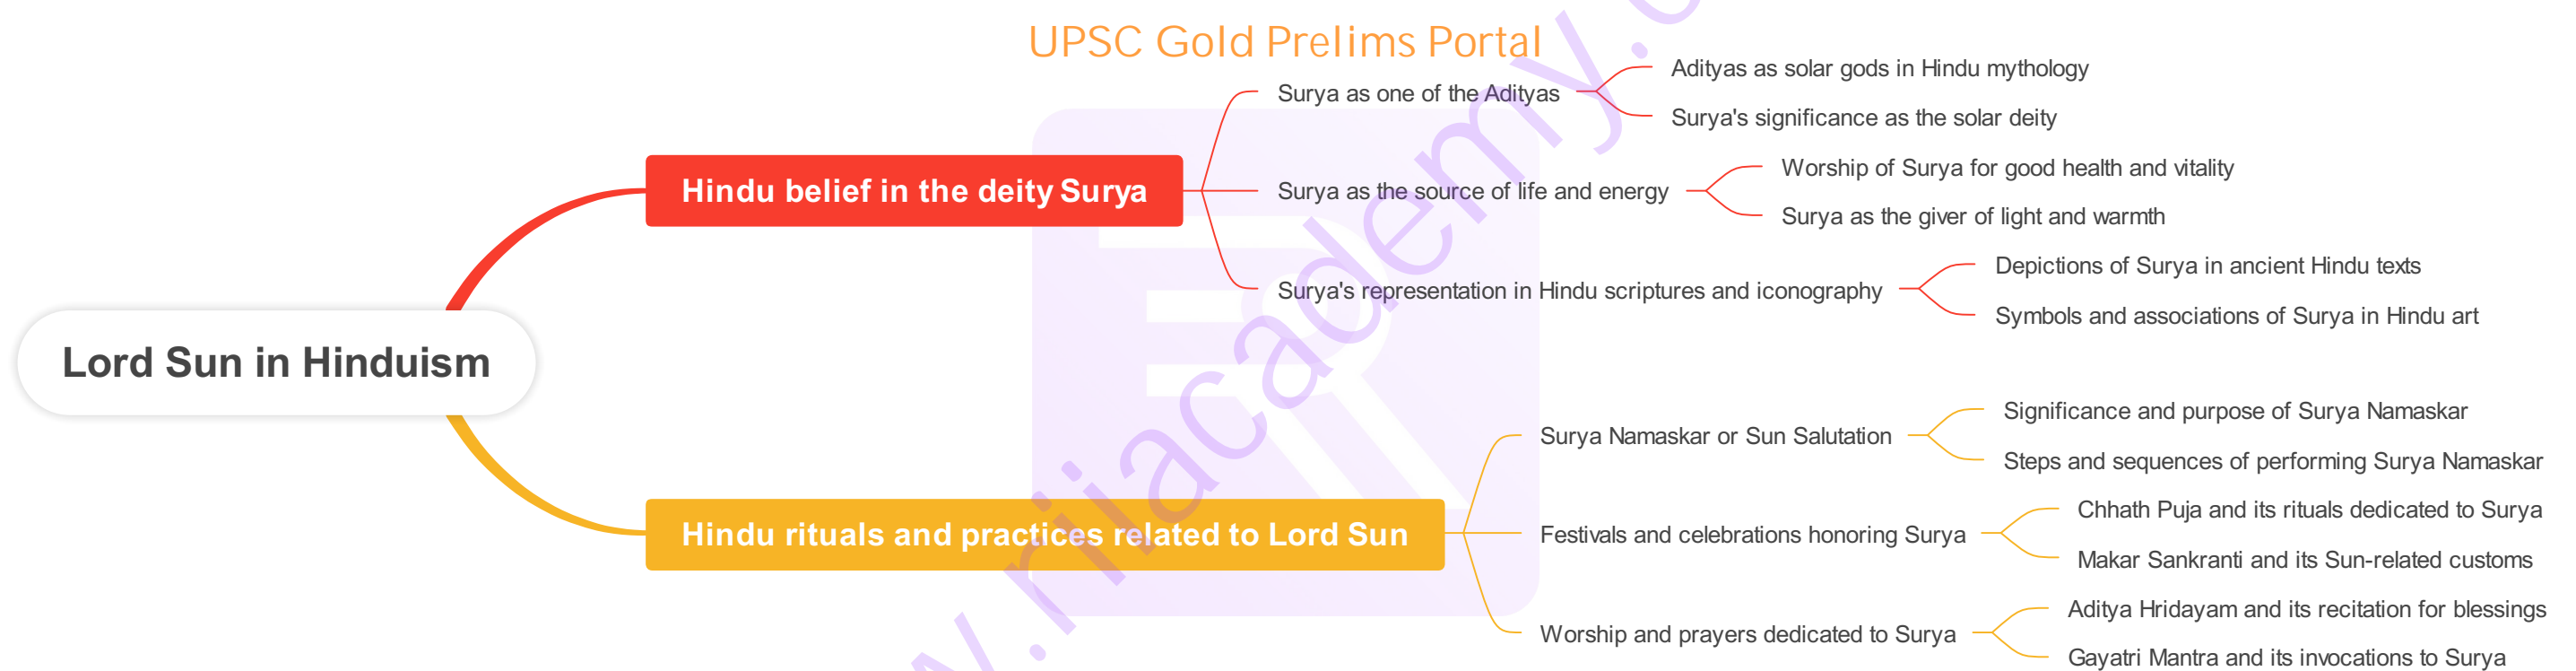 UPSC Gold Prelims Portal
Lord Sun in Hinduism
Hindu belief in the deity Surya
Surya as one of the Adityas
Adityas as solar gods in Hindu mythology
Surya's significance as the solar deity
Surya as the source of life and energy
Worship of Surya for good health and vitality
Surya as the giver of light and warmth
Surya's representation in Hindu scriptures and iconography
Depictions of Surya in ancient Hindu texts
Symbols and associations of Surya in Hindu art
Hindu rituals and practices related to Lord Sun
Surya Namaskar or Sun Salutation
Significance and purpose of Surya Namaskar
Steps and sequences of performing Surya Namaskar
Festivals and celebrations honoring Surya
Chhath Puja and its rituals dedicated to Surya
Makar Sankranti and its Sun-related customs
Worship and prayers dedicated to Surya
Aditya Hridayam and its recitation for blessings
Gayatri Mantra and its invocations to Surya